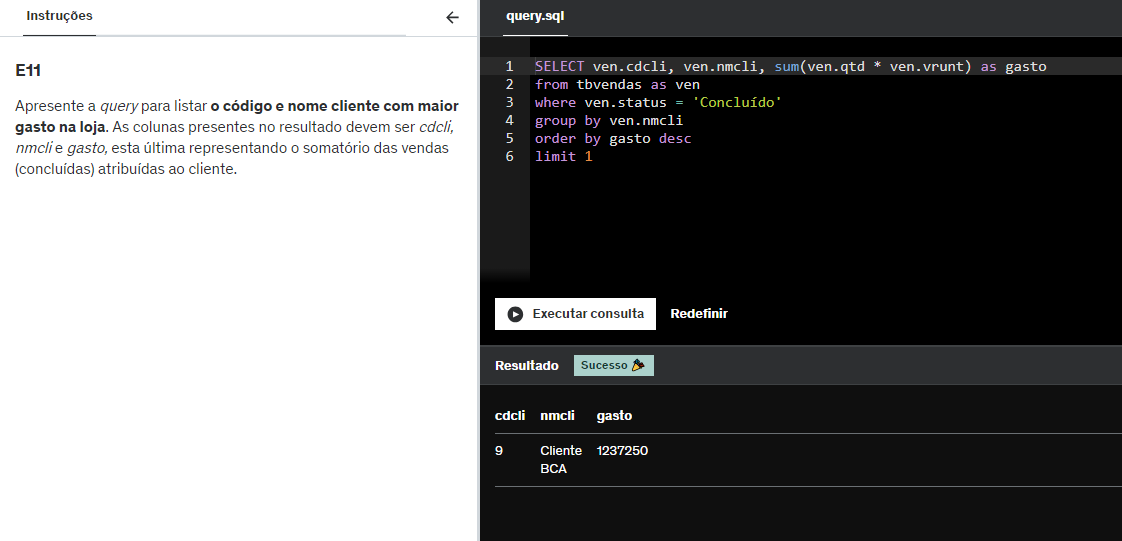 Instruções
E11
Apresente a query para listar o código e nome cliente com maior
gasto na loja. As colunas presentes no resultado devem ser cdcli,
nmcli e gasto, esta última representando o somatório das vendas
(concluídas) atribuídas ao cliente.
query.sql
1 SELECT ven.cdcli, ven.nmcli, sum(ven.qtd * ven.vrunt) as gasto
2 from tbvendas as ven
3 where ven.status = 'Concluído'
4 group by ven.nmcli
5 order by gasto desc
6 limit 1
Executar consulta Redefinir
Resultado Sucesso
cdcli nmcli gasto
9 Cliente 1237250
BCA